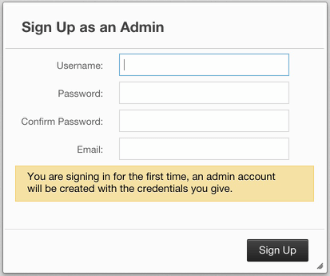 Sign Up as an Admin
Username:
Password:
Confirm Password:
Email:
You are signing in for the first time, an admin account
will be created with the credentials you give.
Sign Up